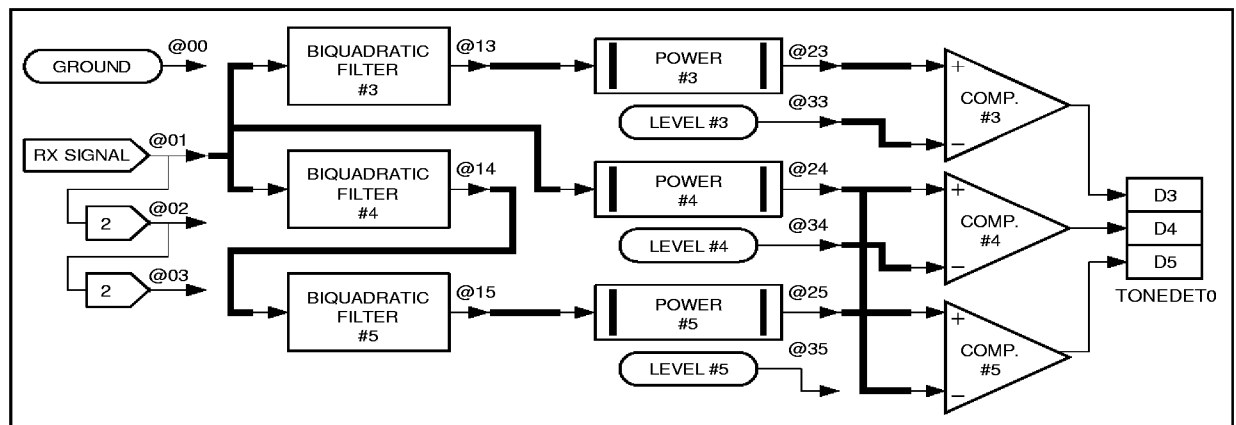 @00
GROUND
BIQUADRATIC
FILTER
#3
@13
POWER
#3
@23
+
COMP.
#3
−
LEVEL #3
@33
RX SIGNAL
@01
BIQUADRATIC
FILTER
#4
@14
POWER
#4
@24
+
COMP.
#4
−
LEVEL #4
@34
2
@02
2
@03
BIQUADRATIC
FILTER
#5
@15
POWER
#5
@25
+
COMP.
#5
−
LEVEL #5
@35
D3
D4
D5
TONEDET0